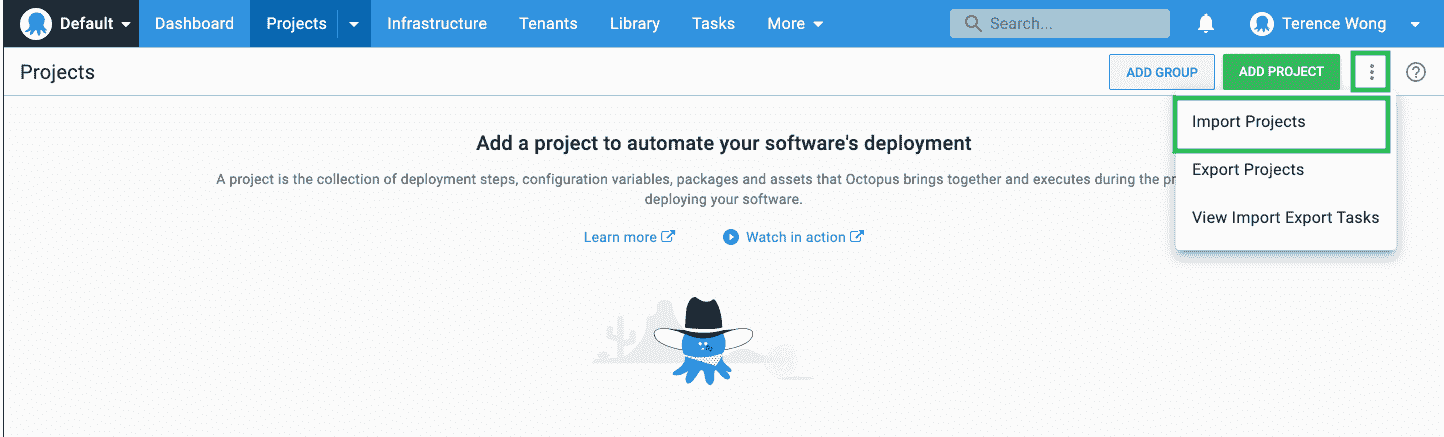 Default Dashboard Projects Infrastructure Tenants Library Tasks More Search... Terence Wong
Projects ADD GROUP ADD PROJECT
Import Projects
Export Projects
View Import Export Tasks
Add a project to automate your software's deployment
A project is the collection of deployment steps, configuration variables, packages and assets that Octopus brings together and executes during the pr
deploying your software.
Learn more Watch in action